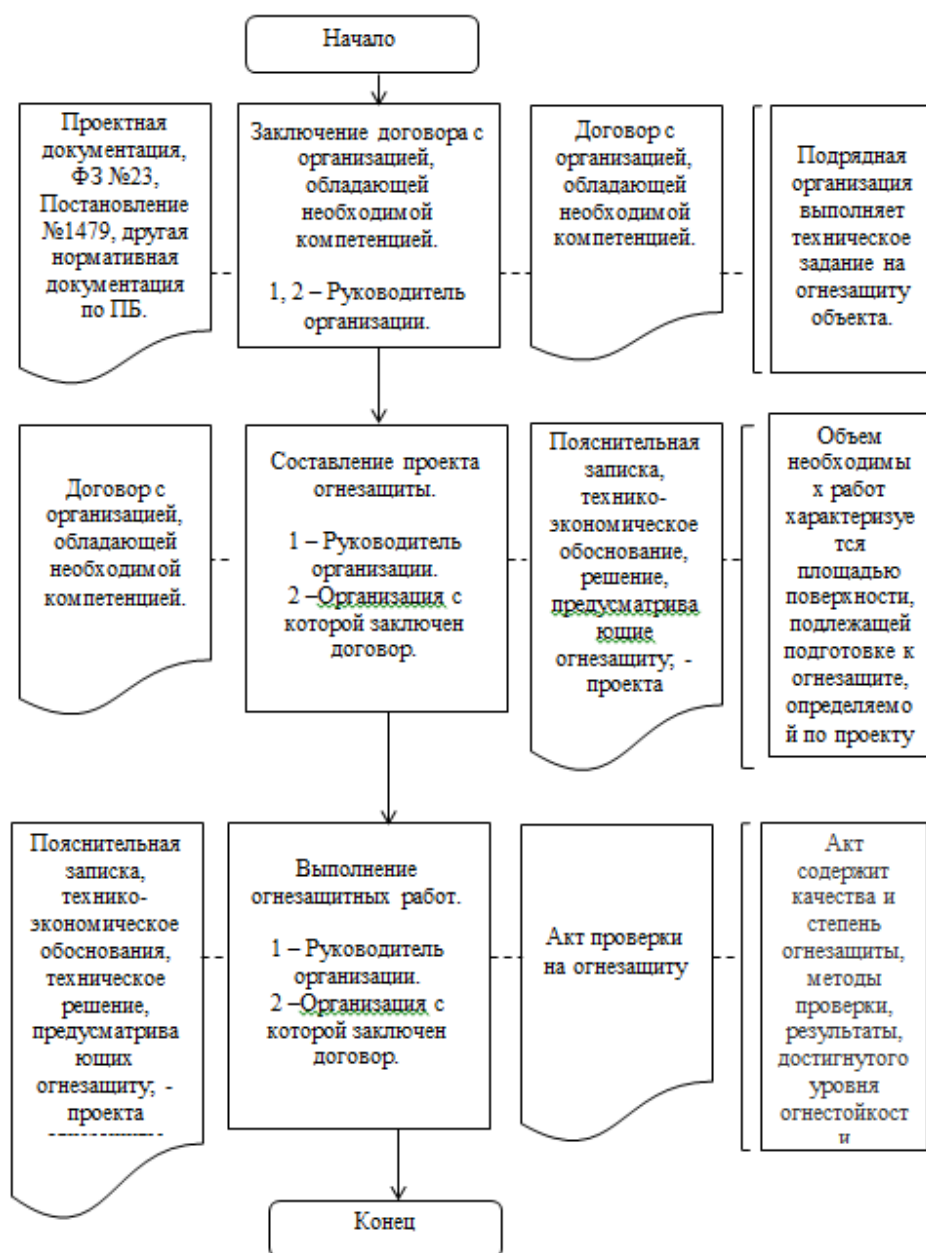 Начало
Проектная
документация,
ФЗ №23,
Постановление
№1479, другая
нормативная
документация
по ПБ.
Заключение договора с
организацией,
обладающей
необходимой
компетенцией.
1, 2 – Руководитель
организации.
Договор с
организацией,
обладающей
необходимой
компетенцией.
Подрядная
организация
выполняет
техническое
задание на
огнезащиту
объекта.
Договор с
организацией,
обладающей
необходимой
компетенцией.
Составление проекта
огнезащиты.
1 – Руководитель
организации.
2 –Организация с
которой заключен
договор.
Пояснительная
записка,
технико-
экономическое
обоснование,
решение,
предусматрива
ющие
огнезащиту; -
проекта
Объем
необходимы
х работ
характеризуе
тся
площадью
поверхности,
подлежащей
подготовке к
огнезащите,
определяемо
й по проекту
Пояснительная
записка,
технико-
экономическое
обоснования,
техническое
решение,
предусматрива
ющих
огнезащиту; -
проекта
Выполнение
огнезащитных работ.
1 – Руководитель
организации.
2 –Организация с
которой заключен
договор.
Акт проверки
на огнезащиту
Акт
содержит
качества и
степень
огнезащиты,
методы
проверки,
результаты,
достигнутого
уровня
огнестойкост
и
Конец